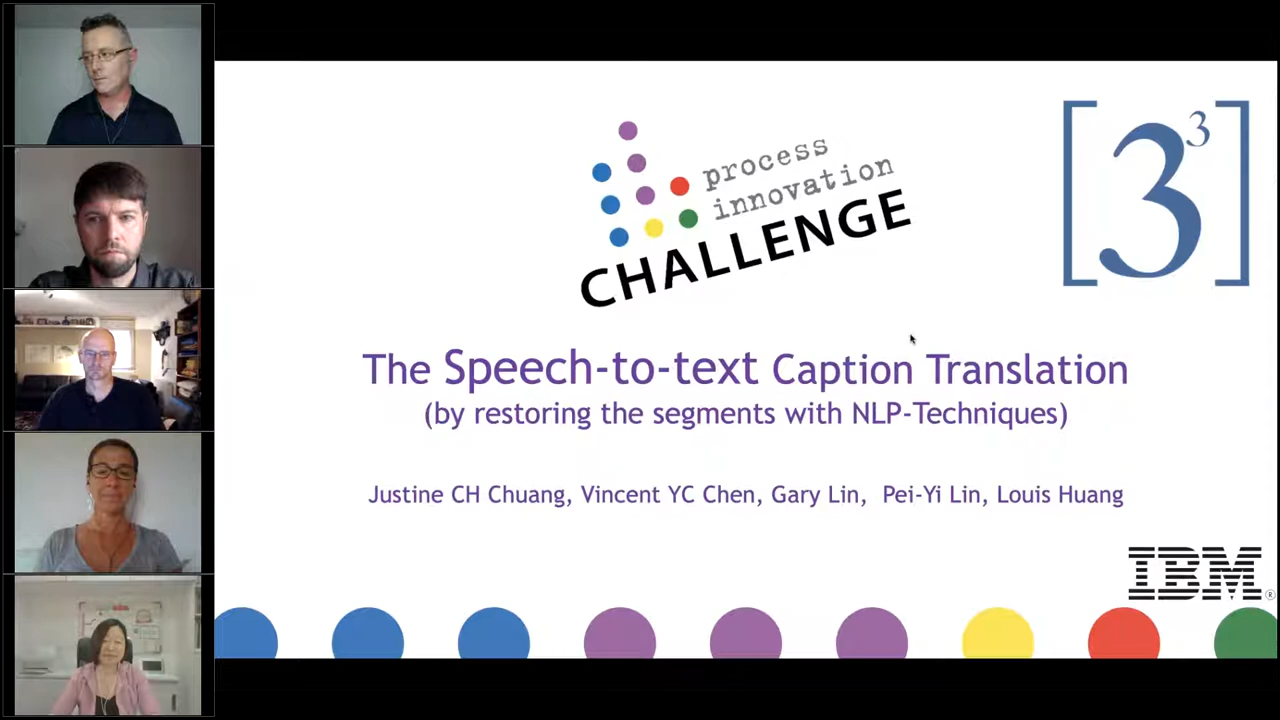 process
innovation
CHALLENGE
[3³]
The Speech-to-text Caption Translation
(by restoring the segments with NLP-Techniques)
Justine CH Chuang, Vincent YC Chen, Gary Lin, Pei-Yi Lin, Louis Huang
IBM®